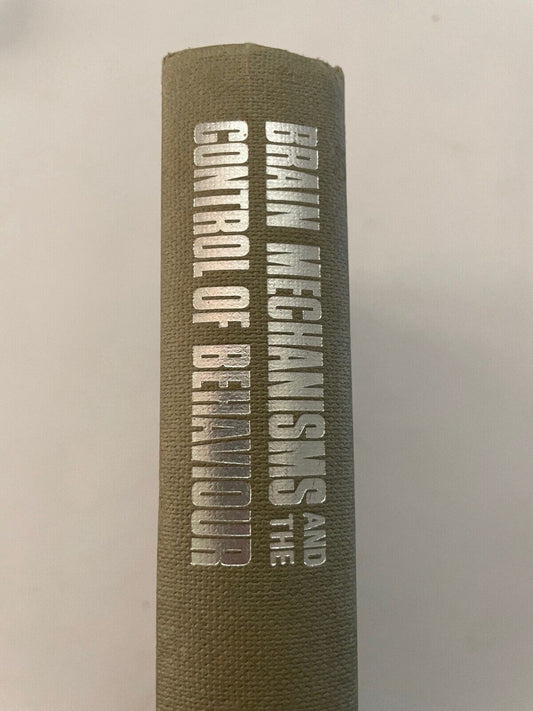 BRAIN MECHANISMS AND THE
CONTROL OF BEHAVIOUR